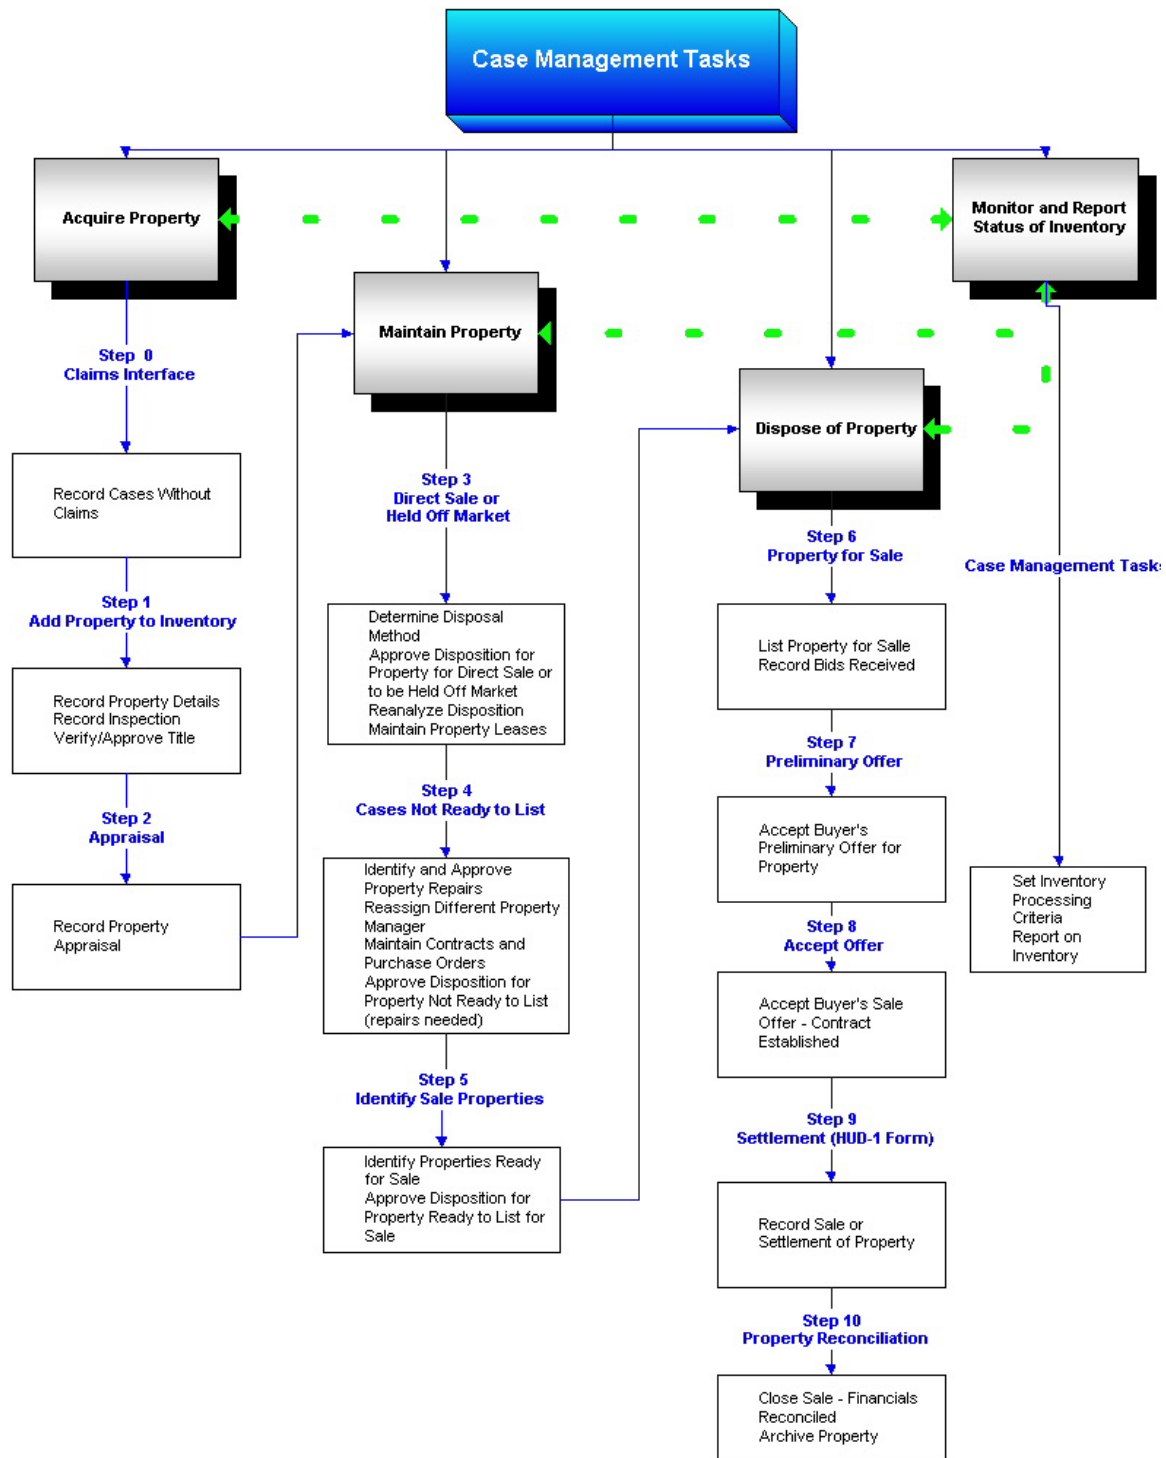 Case Management Tasks
Acquire Property
Monitor and Report
Status of Inventory
Maintain Property
Dispose of Property
Step 0
Claims Interface
Record Cases Without
Claims
Step 1
Add Property to Inventory
Record Property Details
Record Inspection
Verify/Approve Title
Step 2
Appraisal
Record Property
Appraisal
Step 3
Direct Sale or
Held Off Market
Determine Disposal
Method
Approve Disposition for
Property for Direct Sale or
to be Held Off Market
Reanalyze Disposition
Maintain Property Leases
Step 4
Cases Not Ready to List
Identify and Approve
Property Repairs
Reassign Different Property
Manager
Maintain Contracts and
Purchase Orders
Approve Disposition for
Property Not Ready to List
(repairs needed)
Step 5
Identify Sale Properties
Identify Properties Ready
for Sale
Approve Disposition for
Property Ready to List for
Sale
Step 6
Property for Sale
List Property for Salle
Record Bids Received
Step 7
Preliminary Offer
Accept Buyer's
Preliminary Offer for
Property
Step 8
Accept Offer
Accept Buyer's Sale
Offer - Contract
Established
Step 9
Settlement (HUD-1 Form)
Record Sale or
Settlement of Property
Step 10
Property Reconciliation
Close Sale - Financials
Reconciled
Archive Property
Case Management Tasks
Set Inventory
Processing
Criteria
Report on
Inventory